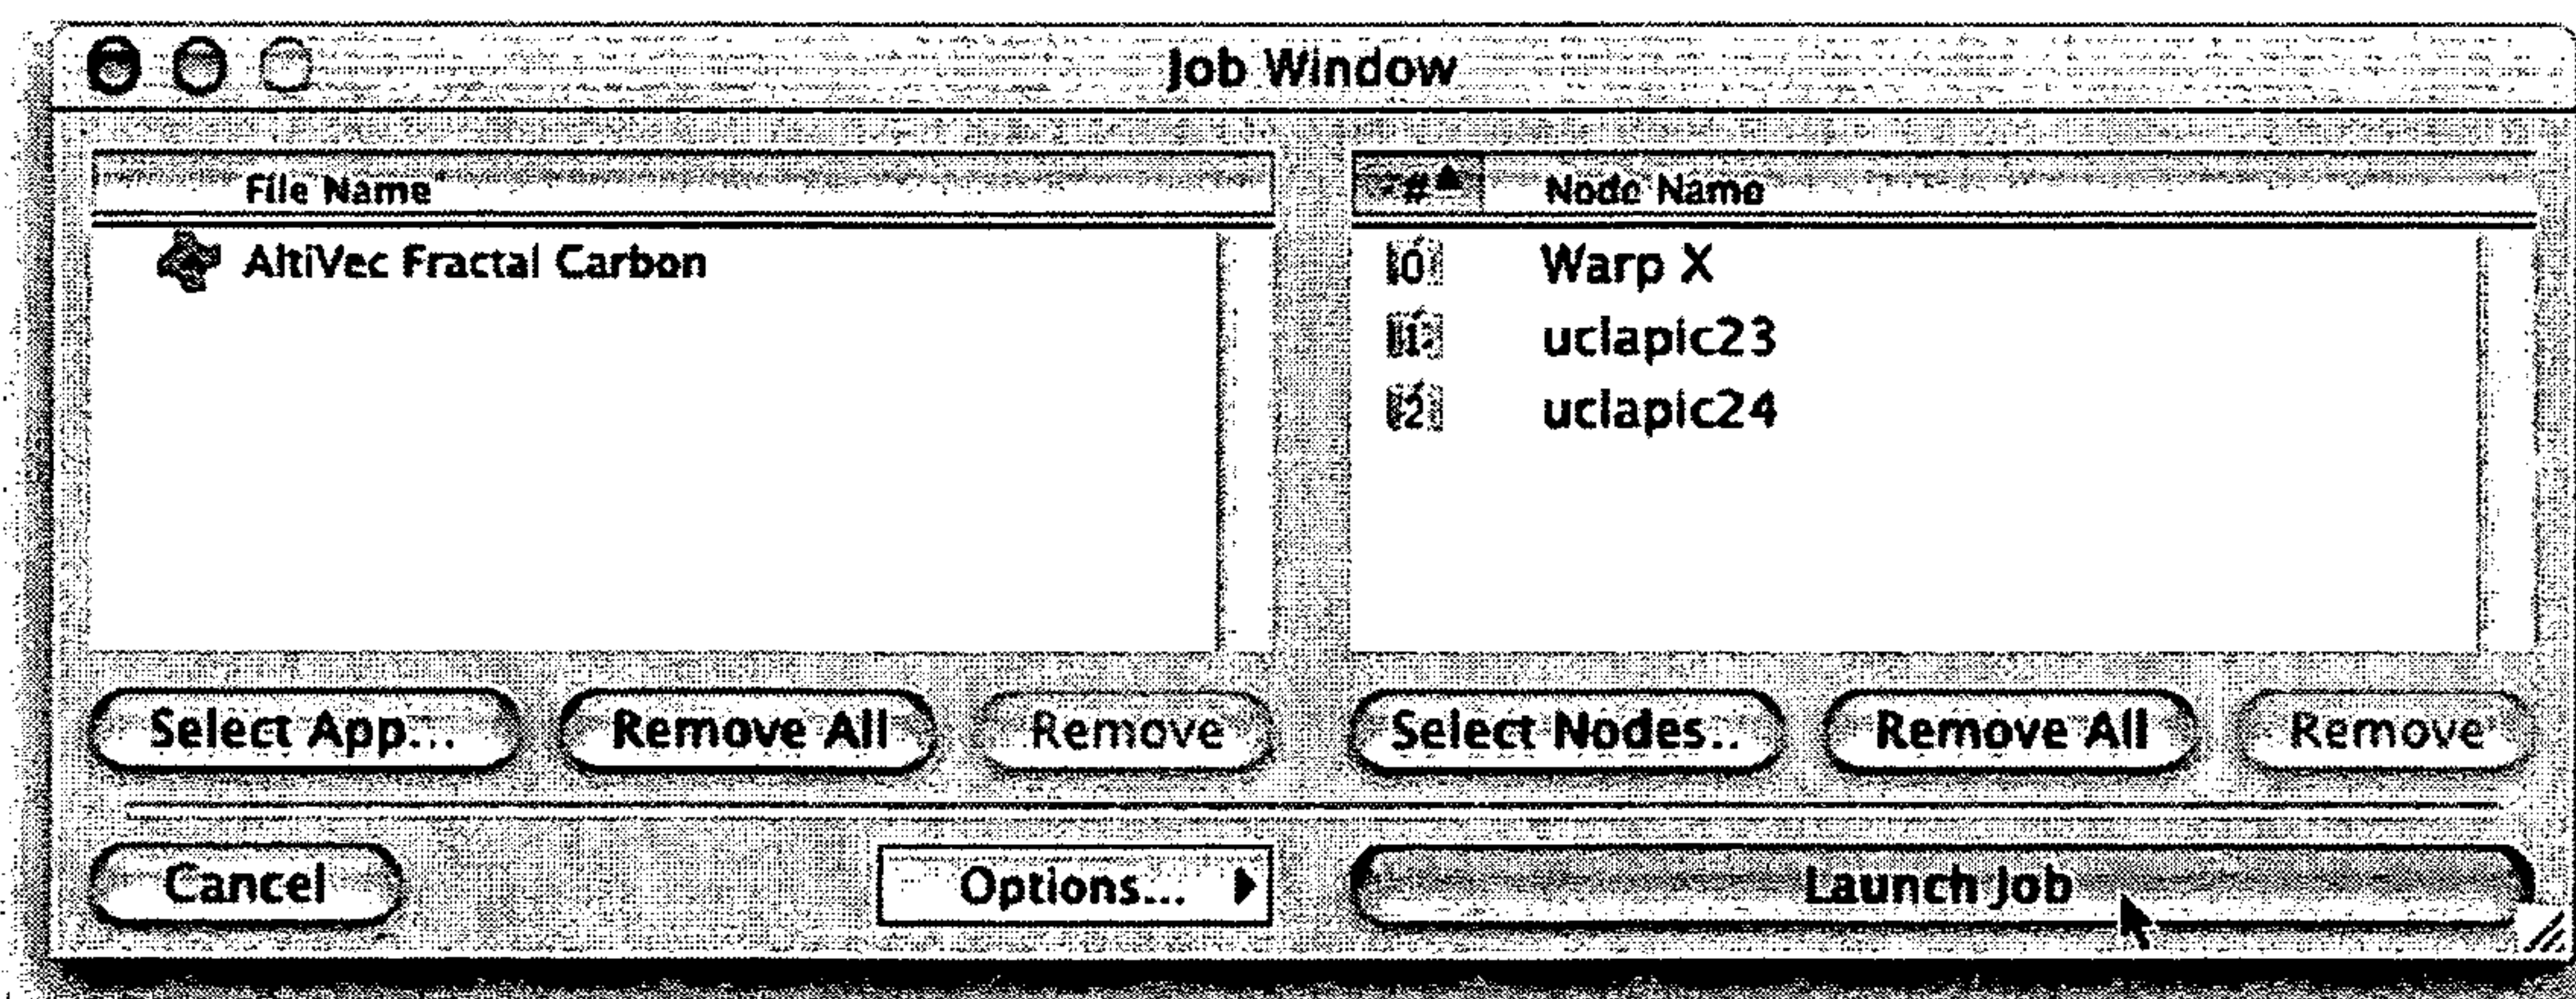 Job Window
File Name
# Node Name
AltiVec Fractal Carbon
0 Warp X
1 uclapic23
2 uclapic24
Select App... Remove All Remove Select Nodes... Remove All Remove
Cancel Options... Launch Job